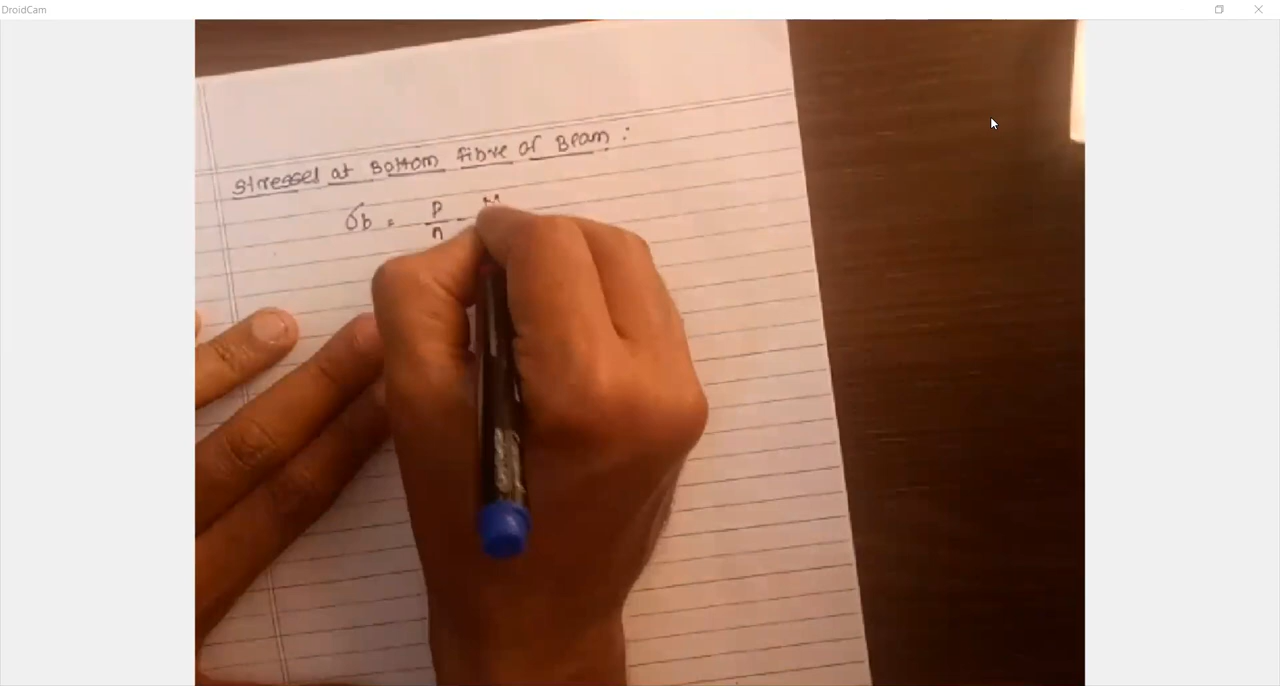 DroidCam
Stresses at Bottom fibre of Beam :
σb = P/A - M